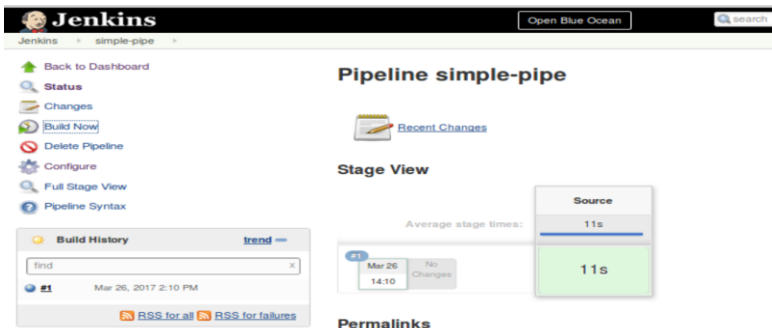 Jenkins
Open Blue Ocean
search
Jenkins
simple-pipe
Back to Dashboard
Status
Changes
Build Now
Delete Pipeline
Configure
Full Stage View
Pipeline Syntax
Build History
trend
find
x
#1
Mar 26, 2017 2:10 PM
RSS for all
RSS for failures
Pipeline simple-pipe
Recent Changes
Stage View
Source
Average stage times:
11s
#1
Mar 26
14:10
No
Changes
11s
Permalinks